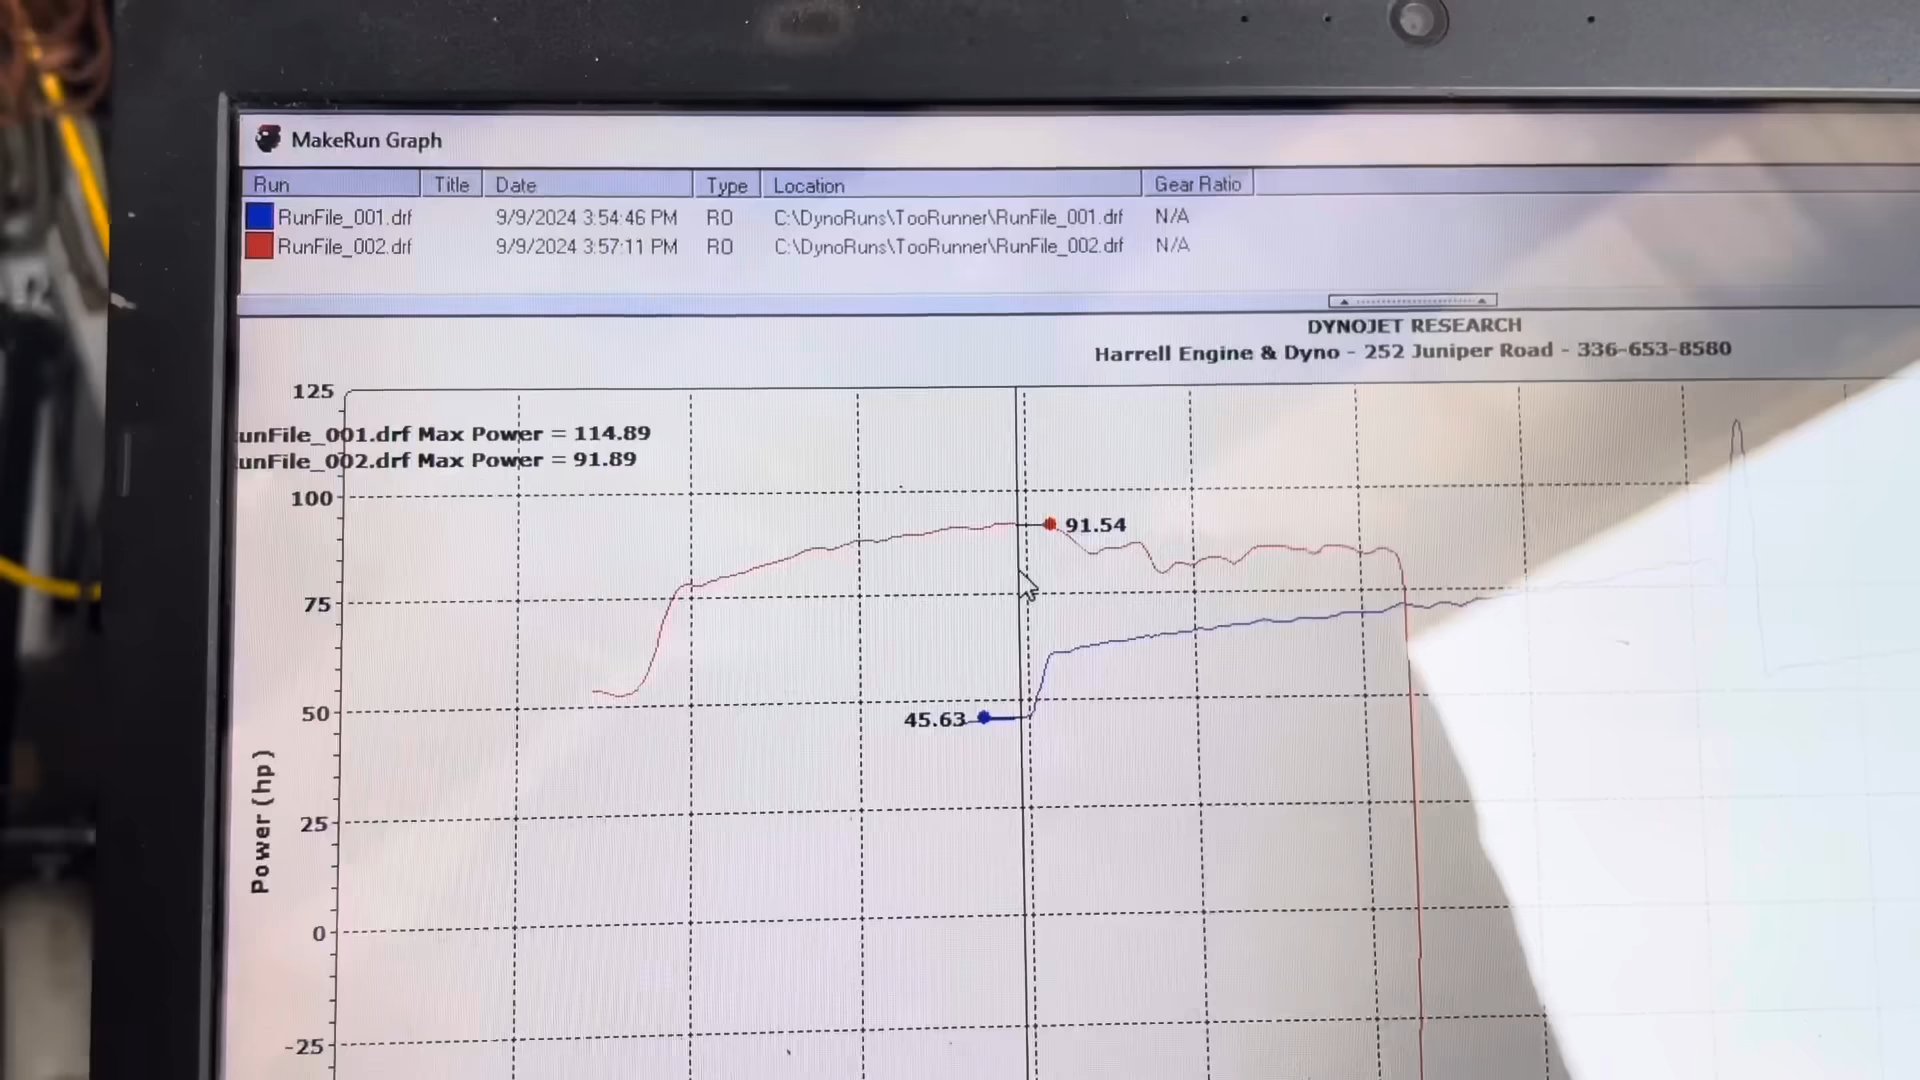 MakeRun Graph
Run Title Date Type Location Gear Ratio
RunFile_001.drf 9/9/2024 3:54:46 PM RO C:\DynoRuns\TooRunner\RunFile_001.drf N/A
RunFile_002.drf 9/9/2024 3:57:11 PM RO C:\DynoRuns\TooRunner\RunFile_002.drf N/A
DYNOJET RESEARCH
Harrell Engine & Dyno - 252 Juniper Road - 336-653-8580
125
unFile_001.drf Max Power = 114.89
unFile_002.drf Max Power = 91.89
100
91.54
75
50
45.63
25
Power (hp)
0
-25